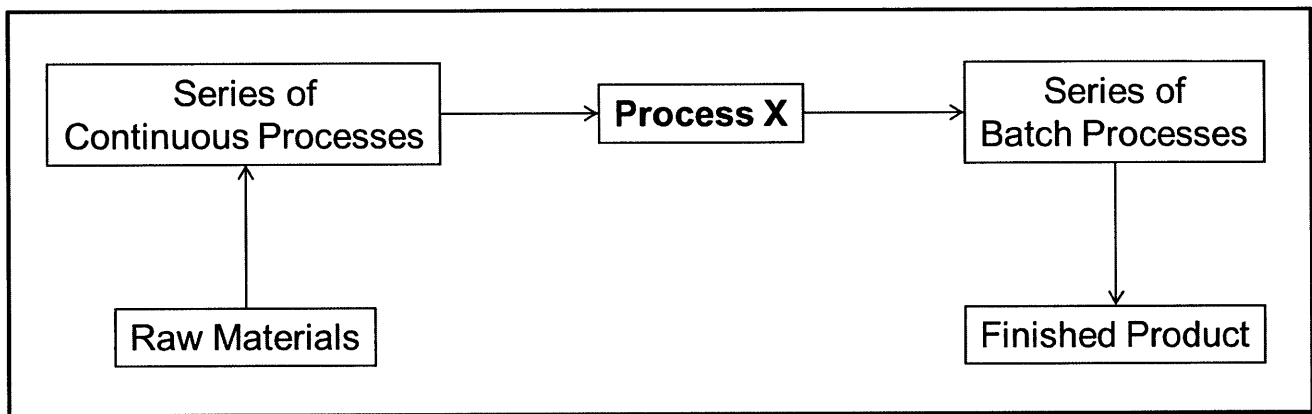 Series of
Continuous Processes
Process X
Series of
Batch Processes
Raw Materials
Finished Product